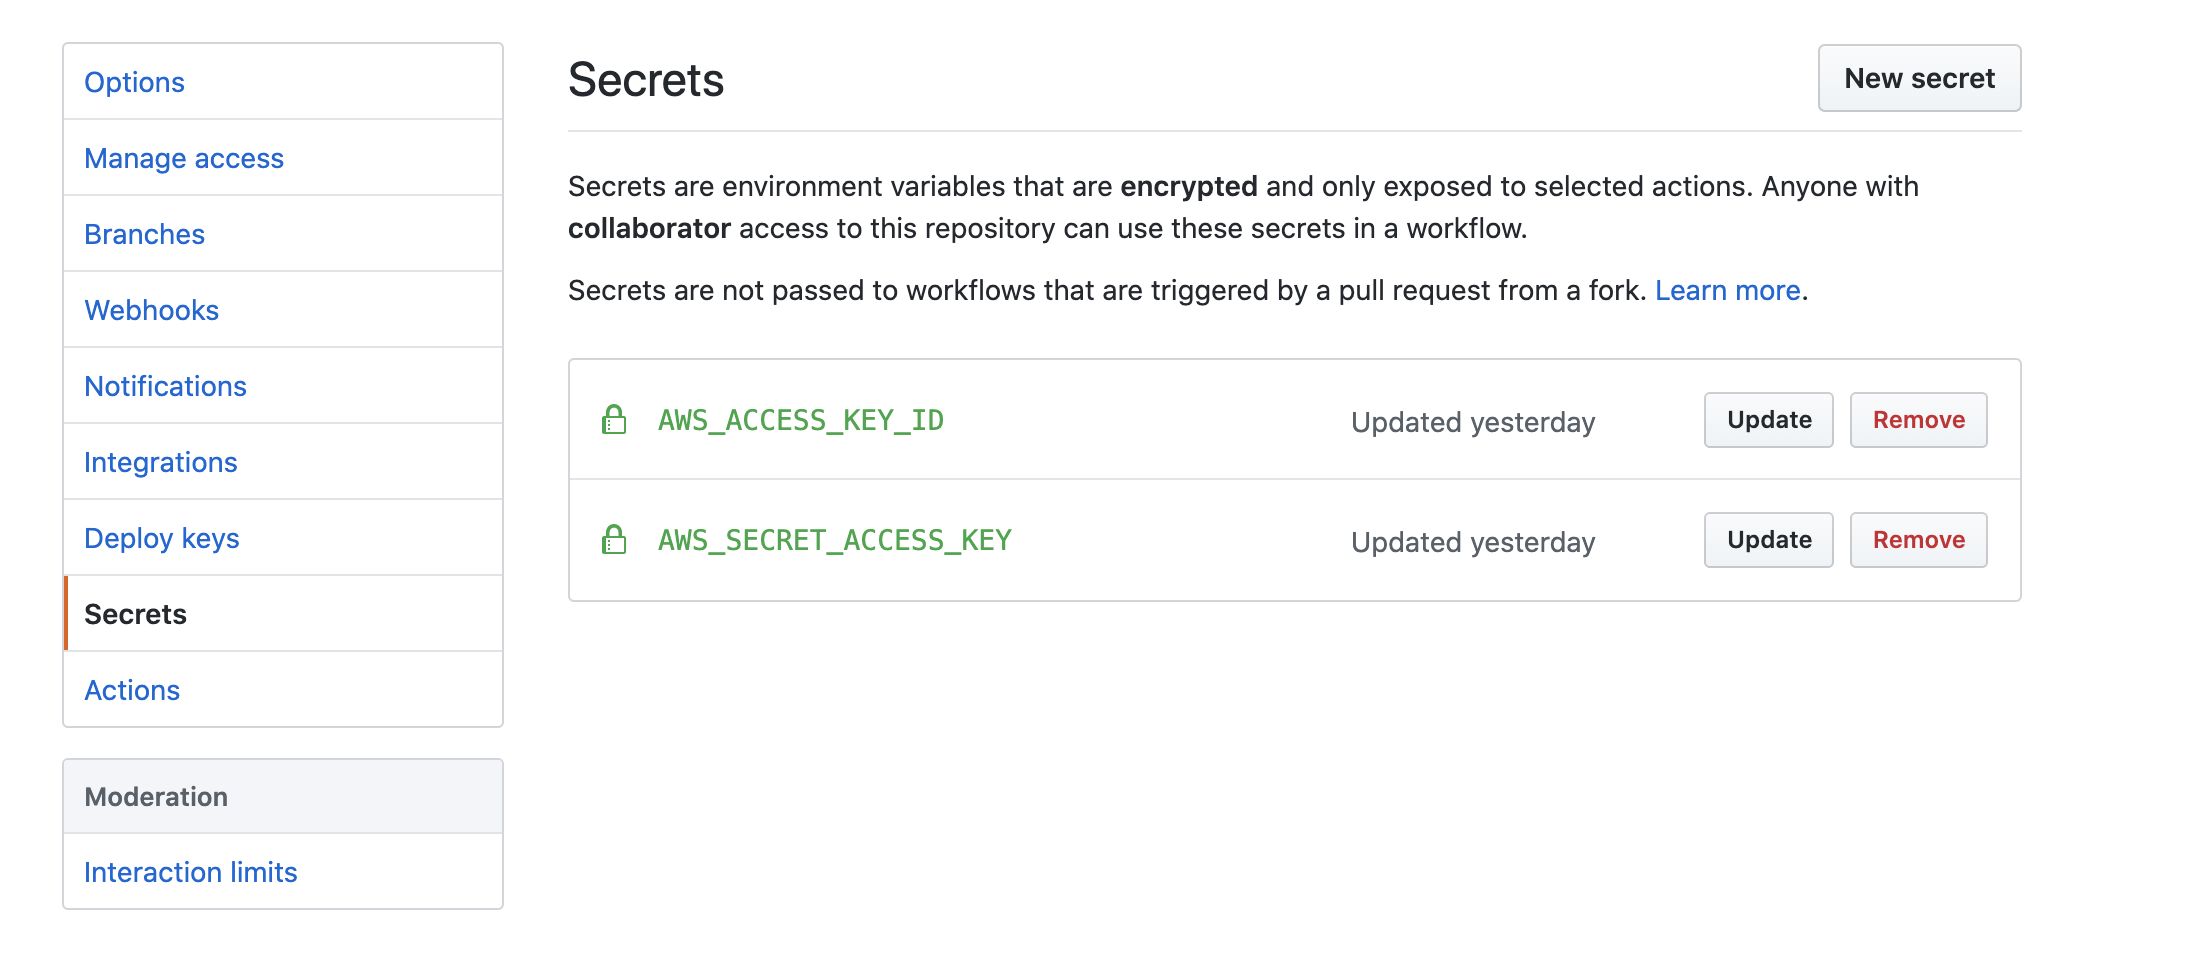 Options
Manage access
Branches
Webhooks
Notifications
Integrations
Deploy keys
Secrets
Actions
Moderation
Interaction limits
Secrets
New secret
Secrets are environment variables that are encrypted and only exposed to selected actions. Anyone with
collaborator access to this repository can use these secrets in a workflow.
Secrets are not passed to workflows that are triggered by a pull request from a fork. Learn more.
AWS_ACCESS_KEY_ID Updated yesterday Update Remove
AWS_SECRET_ACCESS_KEY Updated yesterday Update Remove